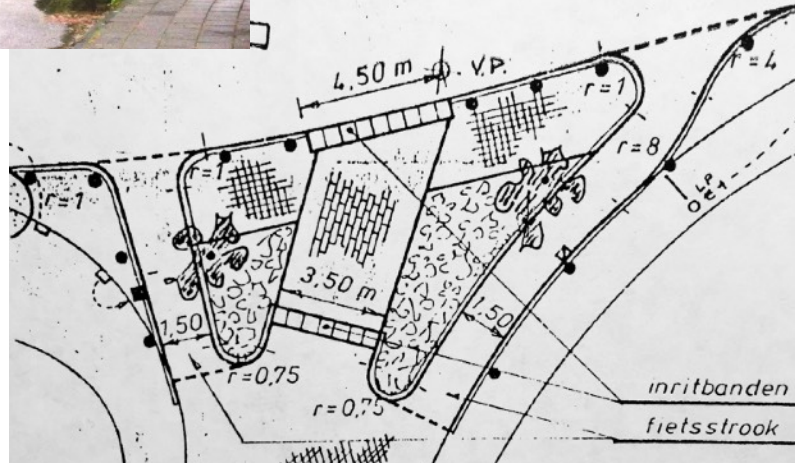 4,50 m
V.P.
r=1
r=4
r=1
r=1
r=8
3,50 m
1,50
1,50
r=0,75
r=0,75
inritbanden
fietsstrook